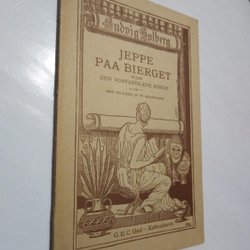 Ludvig Holberg
JEPPE
PAA BIERGET
ELLER
DEN FORVANDLEDE BONDE
G. E. C. Gad – København